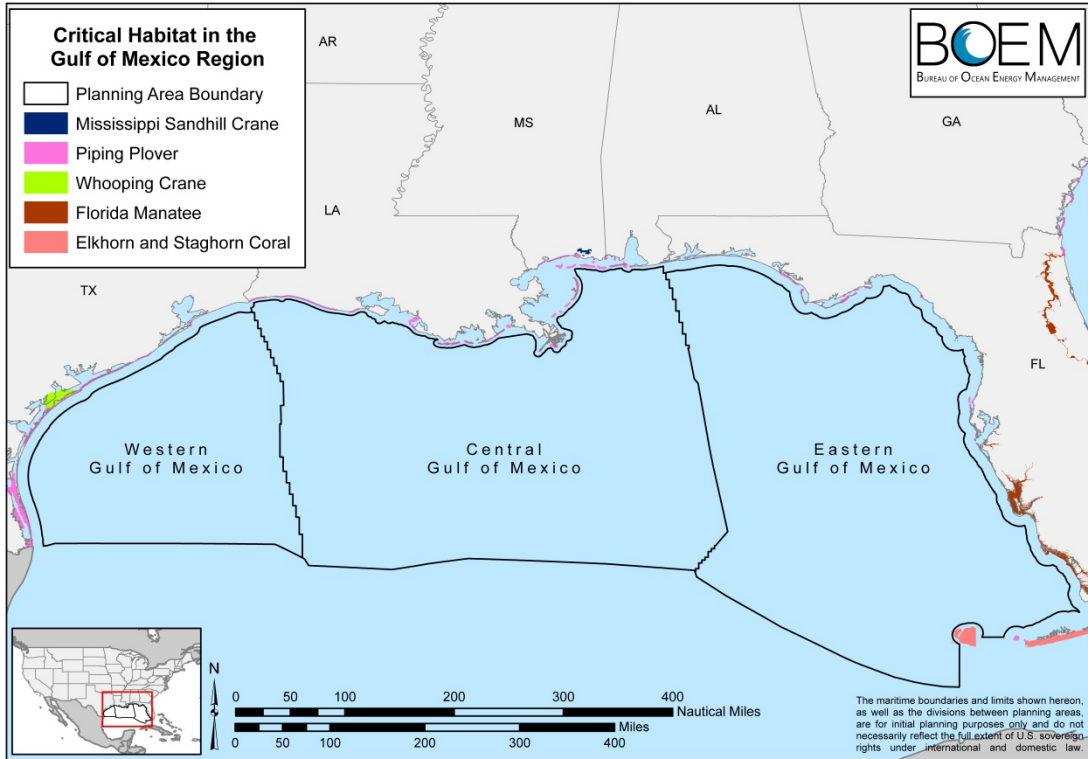 Critical Habitat in the
Gulf of Mexico Region
Planning Area Boundary
Mississippi Sandhill Crane
Piping Plover
Whooping Crane
Florida Manatee
Elkhorn and Staghorn Coral
BOEM
BUREAU OF OCEAN ENERGY MANAGEMENT
AR
MS
AL
GA
LA
TX
FL
Western
Gulf of Mexico
Central
Gulf of Mexico
Eastern
Gulf of Mexico
N
0 50 100 200 300 400
Nautical Miles
Miles
0 50 100 200 300 400
The maritime boundaries and limits shown hereon,
as well as the divisions between planning areas,
are for initial planning purposes only and do not
necessarily reflect the full extent of U.S. sovereign
rights under international and domestic law.